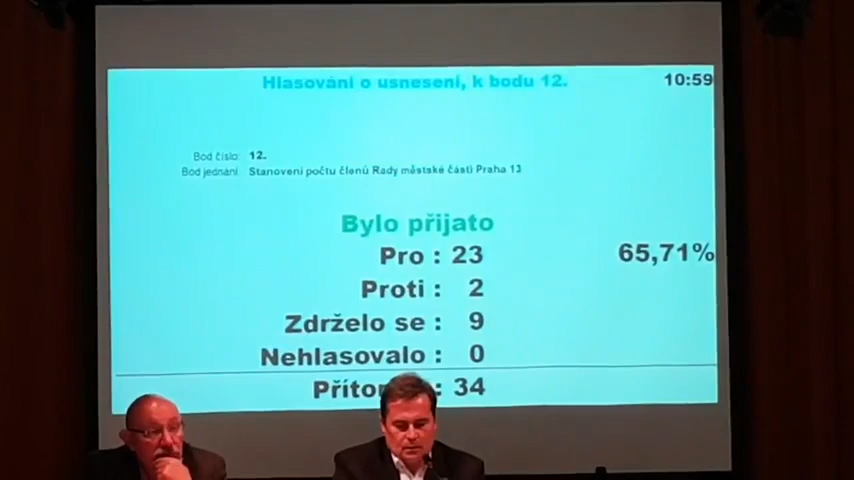 Hlasování o usnesení, k bodu 12. 10:59
Bod číslo: 12.
Bod jednání: Stanovení počtu členů Rady městské části Praha 13
Bylo přijato
Pro : 23 65,71%
Proti : 2
Zdrželo se : 9
Nehlasovalo : 0
: 34